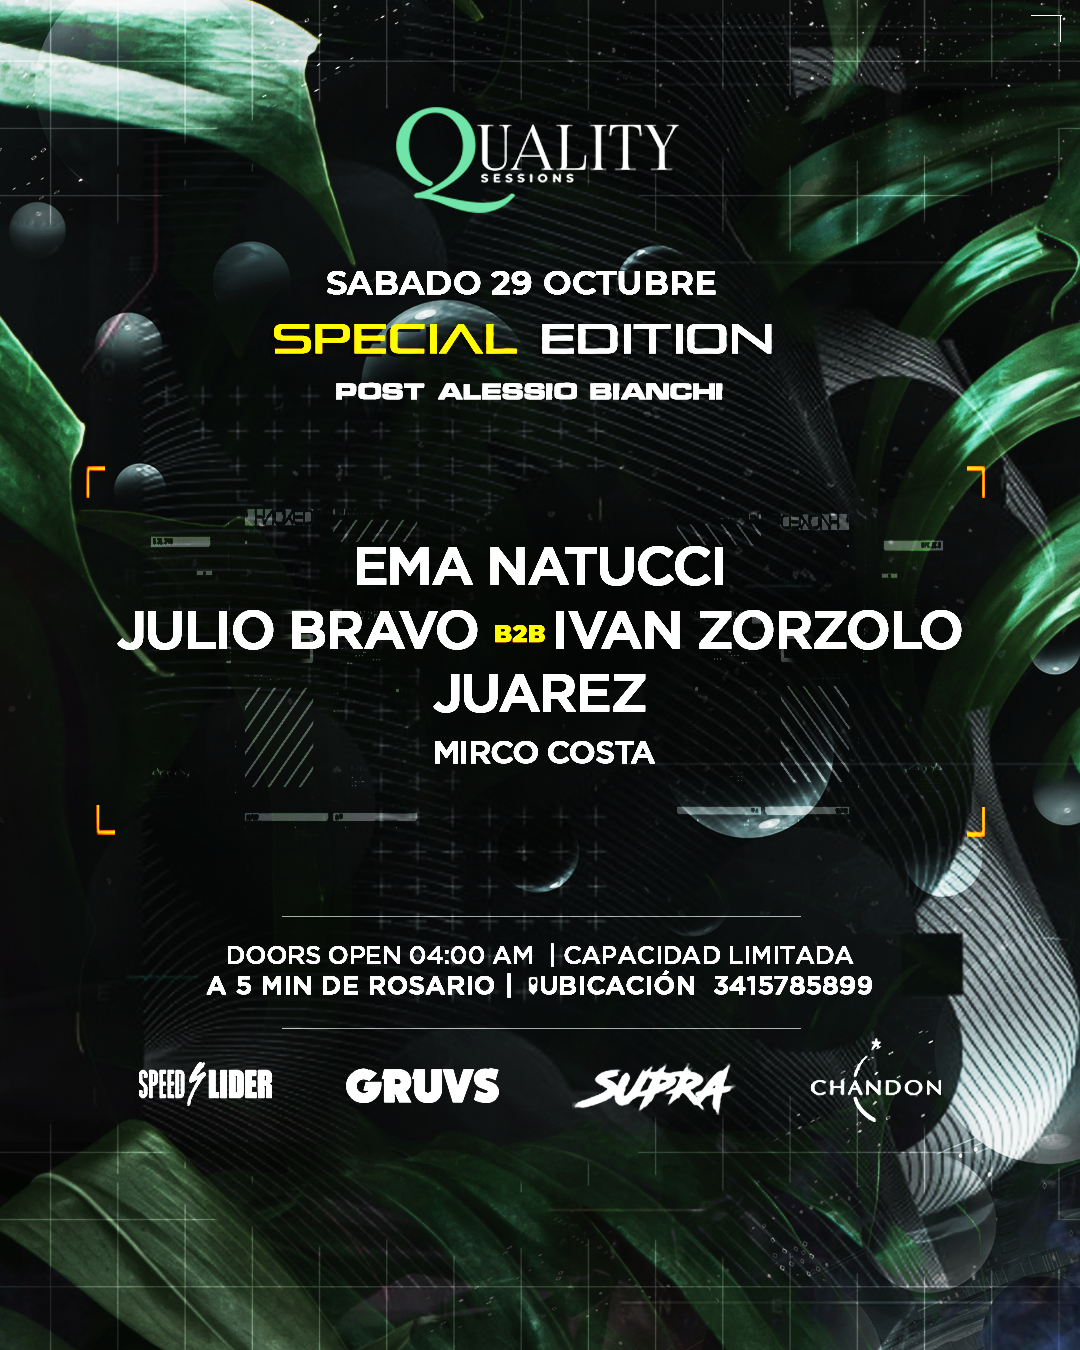 QUALITY
SESSIONS
SABADO 29 OCTUBRE
SPECIAL EDITION
POST ALESSIO BIANCHI
EMA NATUCCI
JULIO BRAVO B2B IVAN ZORZOLO
JUAREZ
MIRCO COSTA
DOORS OPEN 04:00 AM | CAPACIDAD LIMITADA
A 5 MIN DE ROSARIO | UBICACIÓN 3415785899
SPEED LIDER GRUVS SUPRA CHANDON